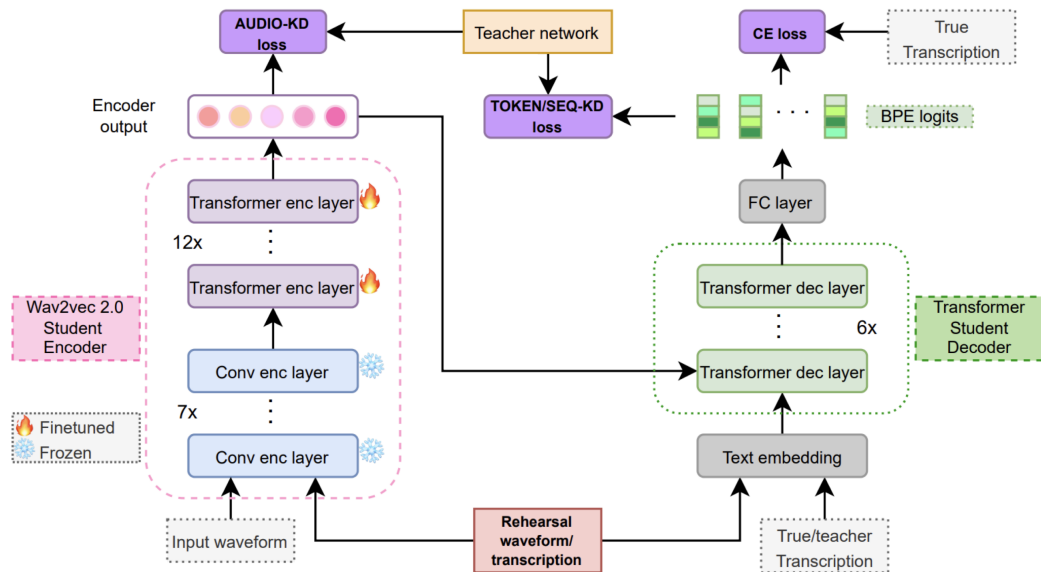 AUDIO-KD
loss
Teacher network
CE loss
True
Transcription
Encoder
output
TOKEN/SEQ-KD
loss
BPE logits
Transformer enc layer
FC layer
12x
Transformer enc layer
Transformer dec layer
Wav2vec 2.0
Student
Encoder
6x
Transformer
Student
Decoder
Conv enc layer
Transformer dec layer
7x
Finetuned
Frozen
Conv enc layer
Text embedding
Input waveform
Rehearsal
waveform/
transcription
True/teacher
Transcription